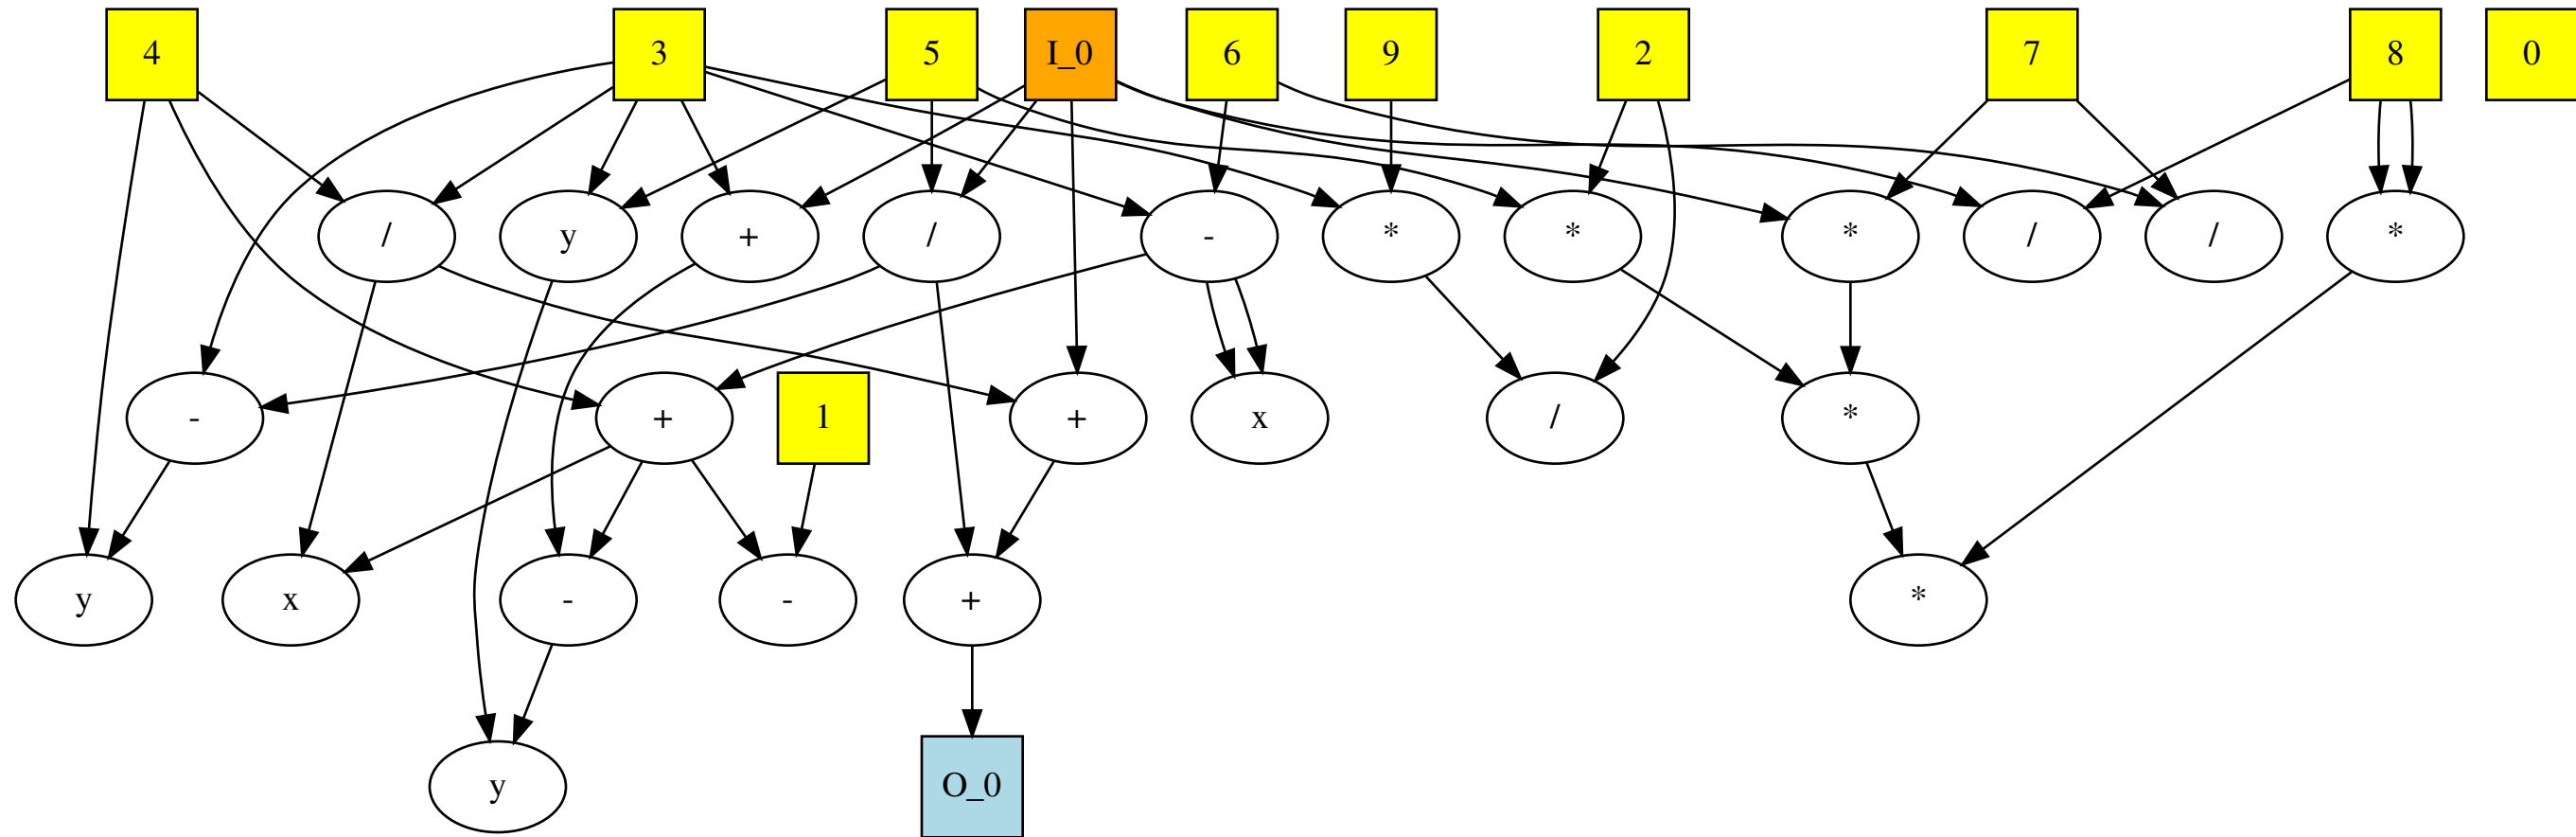 4 3 5 I_0 6 9 2 7 8 0
/ y + / - * * * / / *
- + 1 + x / *
y x - - + *
y O_0